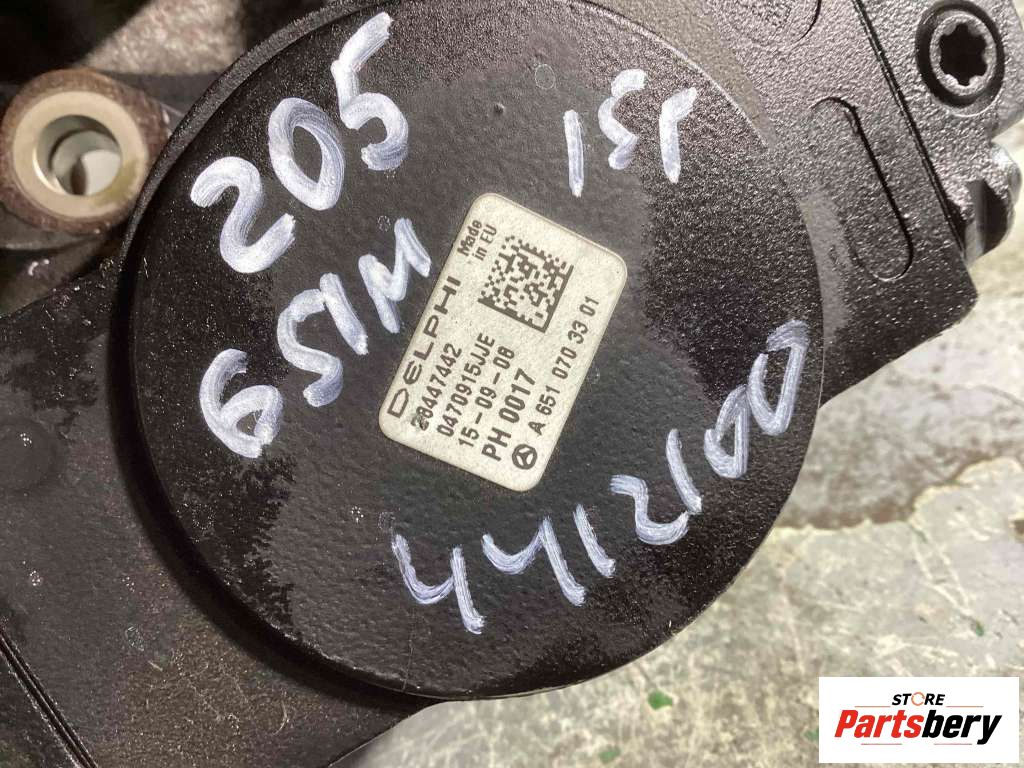 205
651M
151
DELPHI
Made
in EU
28447442
0470915JJE
15-09-08
PH 0017
A 651 070 33 01
4412100
STORE
Partsbery